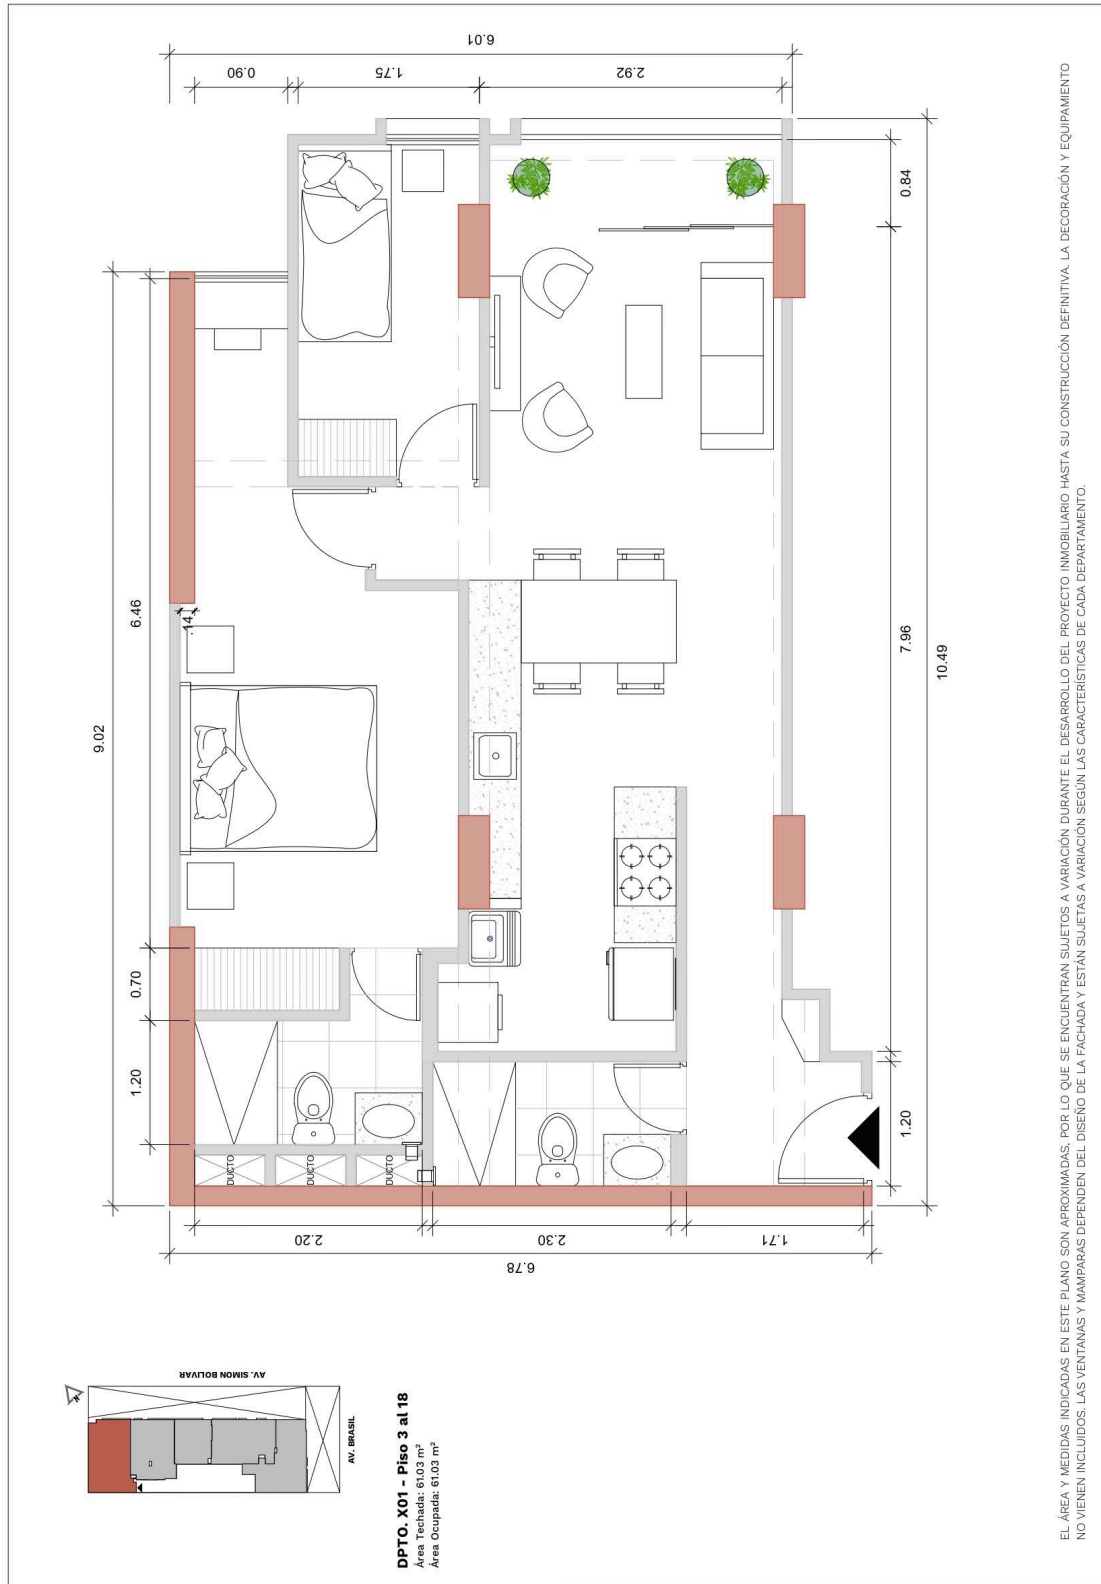 6.01
0.90
1.75
2.92
0.84
7.96
10.49
1.20
9.02
6.46
0.70
1.20
.14
DUCTO
DUCTO
DUCTO
2.20
2.30
1.71
6.78
N
AV. SIMON BOLIVAR
AV. BRASIL
DPTO. X01 - Piso 3 al 18
Área Techada: 61.03 m²
Área Ocupada: 61.03 m²
EL ÁREA Y MEDIDAS INDICADAS EN ESTE PLANO SON APROXIMADAS, POR LO QUE SE ENCUENTRAN SUJETOS A VARIACIÓN DURANTE EL DESARROLLO DEL PROYECTO INMOBILIARIO HASTA SU CONSTRUCCIÓN DEFINITIVA. LA DECORACIÓN Y EQUIPAMIENTO
NO VIENEN INCLUIDOS. LAS VENTANAS Y MAMPARAS DEPENDEN DEL DISEÑO DE LA FACHADA Y ESTÁN SUJETAS A VARIACIÓN SEGÚN LAS CARACTERÍSTICAS DE CADA DEPARTAMENTO.